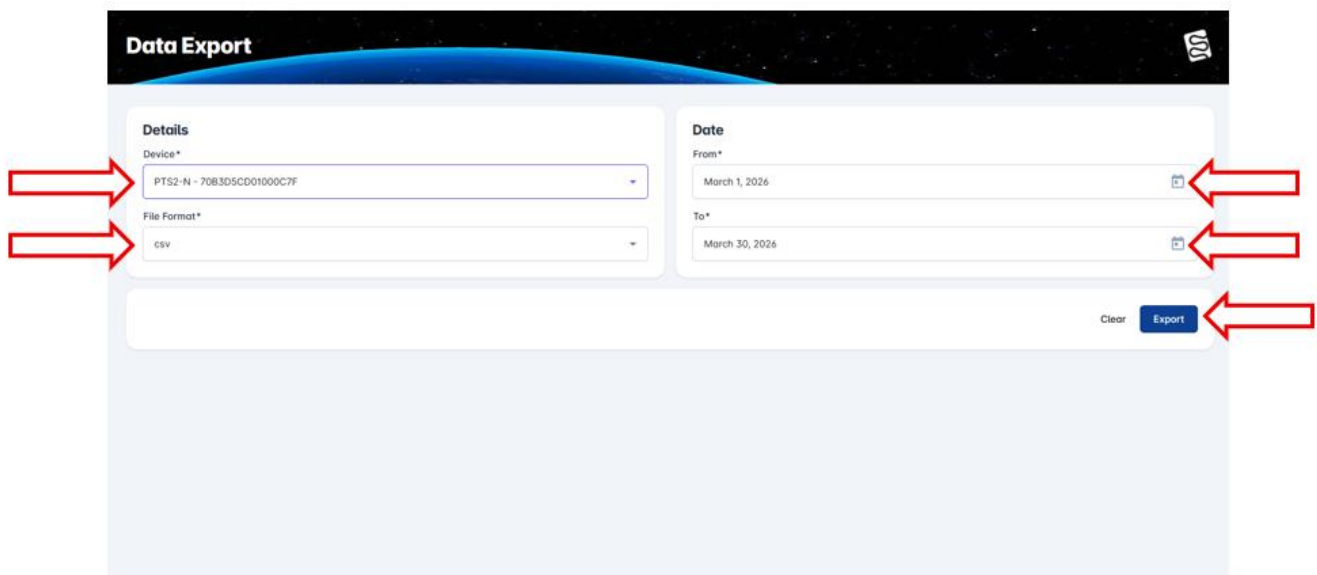 Data Export
Details
Device*
PTS2-N - 70B3D5CD01000C7F
File Format*
csv
Date
From*
March 1, 2026
To*
March 30, 2026
Clear
Export